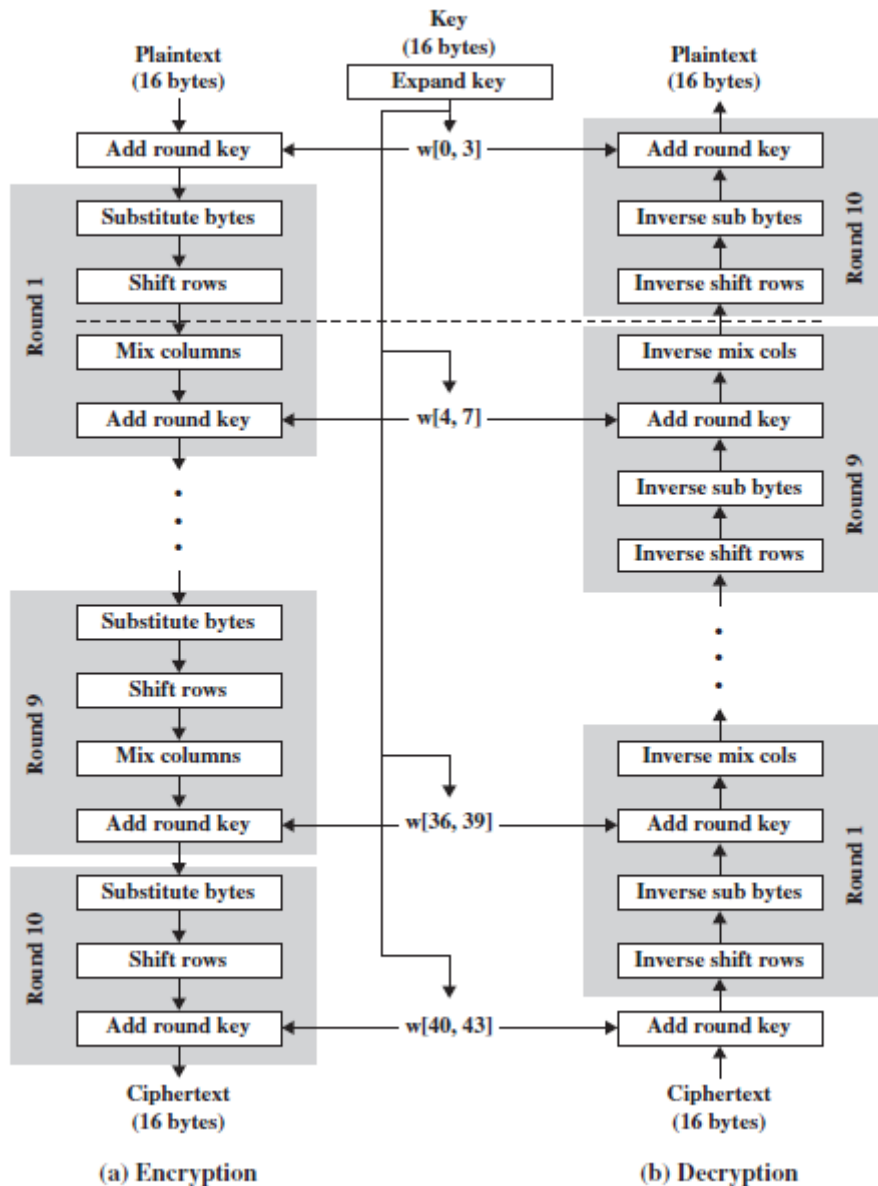 Key
(16 bytes)
Expand key
Plaintext
(16 bytes)
Add round key
Round 1
Substitute bytes
Shift rows
Mix columns
Add round key
Round 9
Substitute bytes
Shift rows
Mix columns
Add round key
Round 10
Substitute bytes
Shift rows
Add round key
Ciphertext
(16 bytes)
(a) Encryption
w[0, 3]
w[4, 7]
w[36, 39]
w[40, 43]
Plaintext
(16 bytes)
Add round key
Inverse sub bytes
Inverse shift rows
Round 10
Inverse mix cols
Add round key
Inverse sub bytes
Inverse shift rows
Round 9
Inverse mix cols
Add round key
Inverse sub bytes
Inverse shift rows
Round 1
Add round key
Ciphertext
(16 bytes)
(b) Decryption